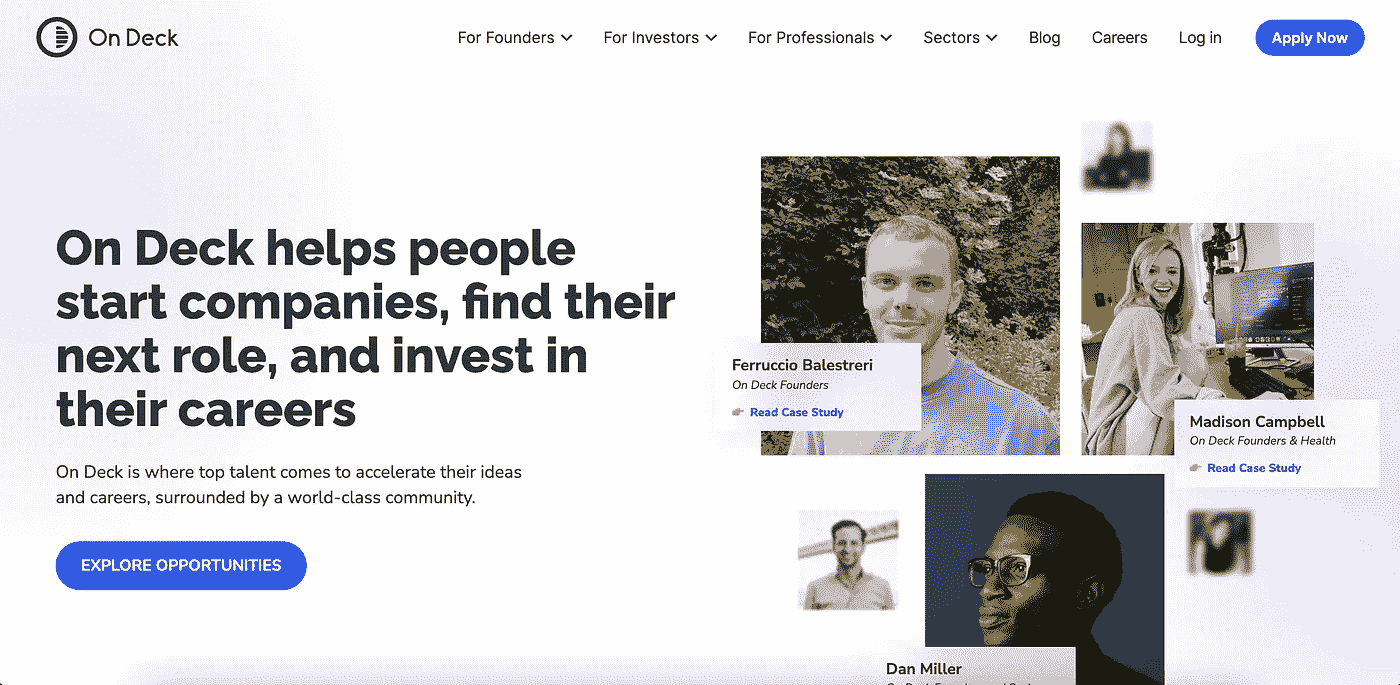 On Deck
For Founders
For Investors
For Professionals
Sectors
Blog
Careers
Log in
Apply Now
On Deck helps people
start companies, find their
next role, and invest in
their careers
On Deck is where top talent comes to accelerate their ideas
and careers, surrounded by a world-class community.
EXPLORE OPPORTUNITIES
Ferruccio Balestreri
On Deck Founders
Read Case Study
Madison Campbell
On Deck Founders & Health
Read Case Study
Dan Miller